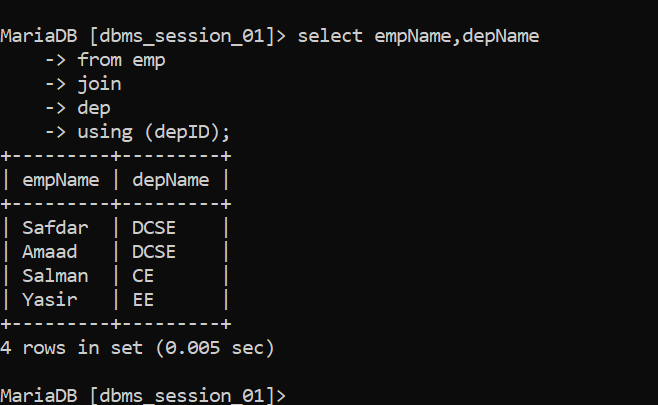 MariaDB [dbms_session_01]> select empName,depName
    -> from emp
    -> join
    -> dep
    -> using (depID);
+---------+---------+
| empName | depName |
+---------+---------+
| Safdar  | DCSE    |
| Amaad   | DCSE    |
| Salman  | CE      |
| Yasir   | EE      |
+---------+---------+
4 rows in set (0.005 sec)

MariaDB [dbms_session_01]>